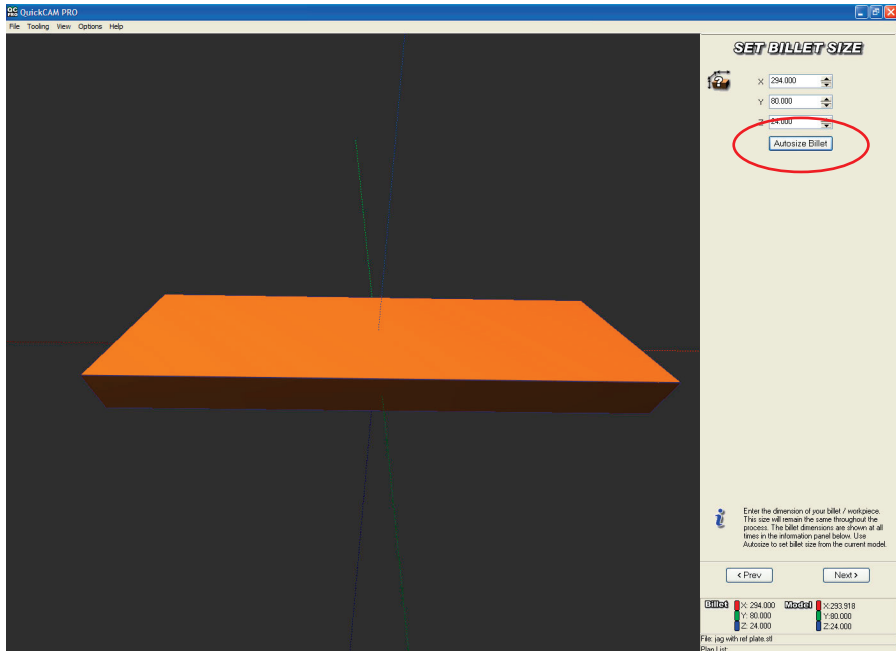 QC PRO QuickCAM PRO
File Tooling View Options Help
SET BILLET SIZE
X 294.000
Y 80.000
Z 24.000
Autosize Billet
Enter the dimension of your billet / workpiece.
This size will remain the same throughout the
process. The billet dimensions are shown at all
times in the information panel below. Use
Autosize to set billet size from the current model.
< Prev Next >
Billet X: 294.000 Model X:293.918
Y: 80.000 Y:80.000
Z: 24.000 Z:24.000
File: jag with ref plate.stl
Plan List: